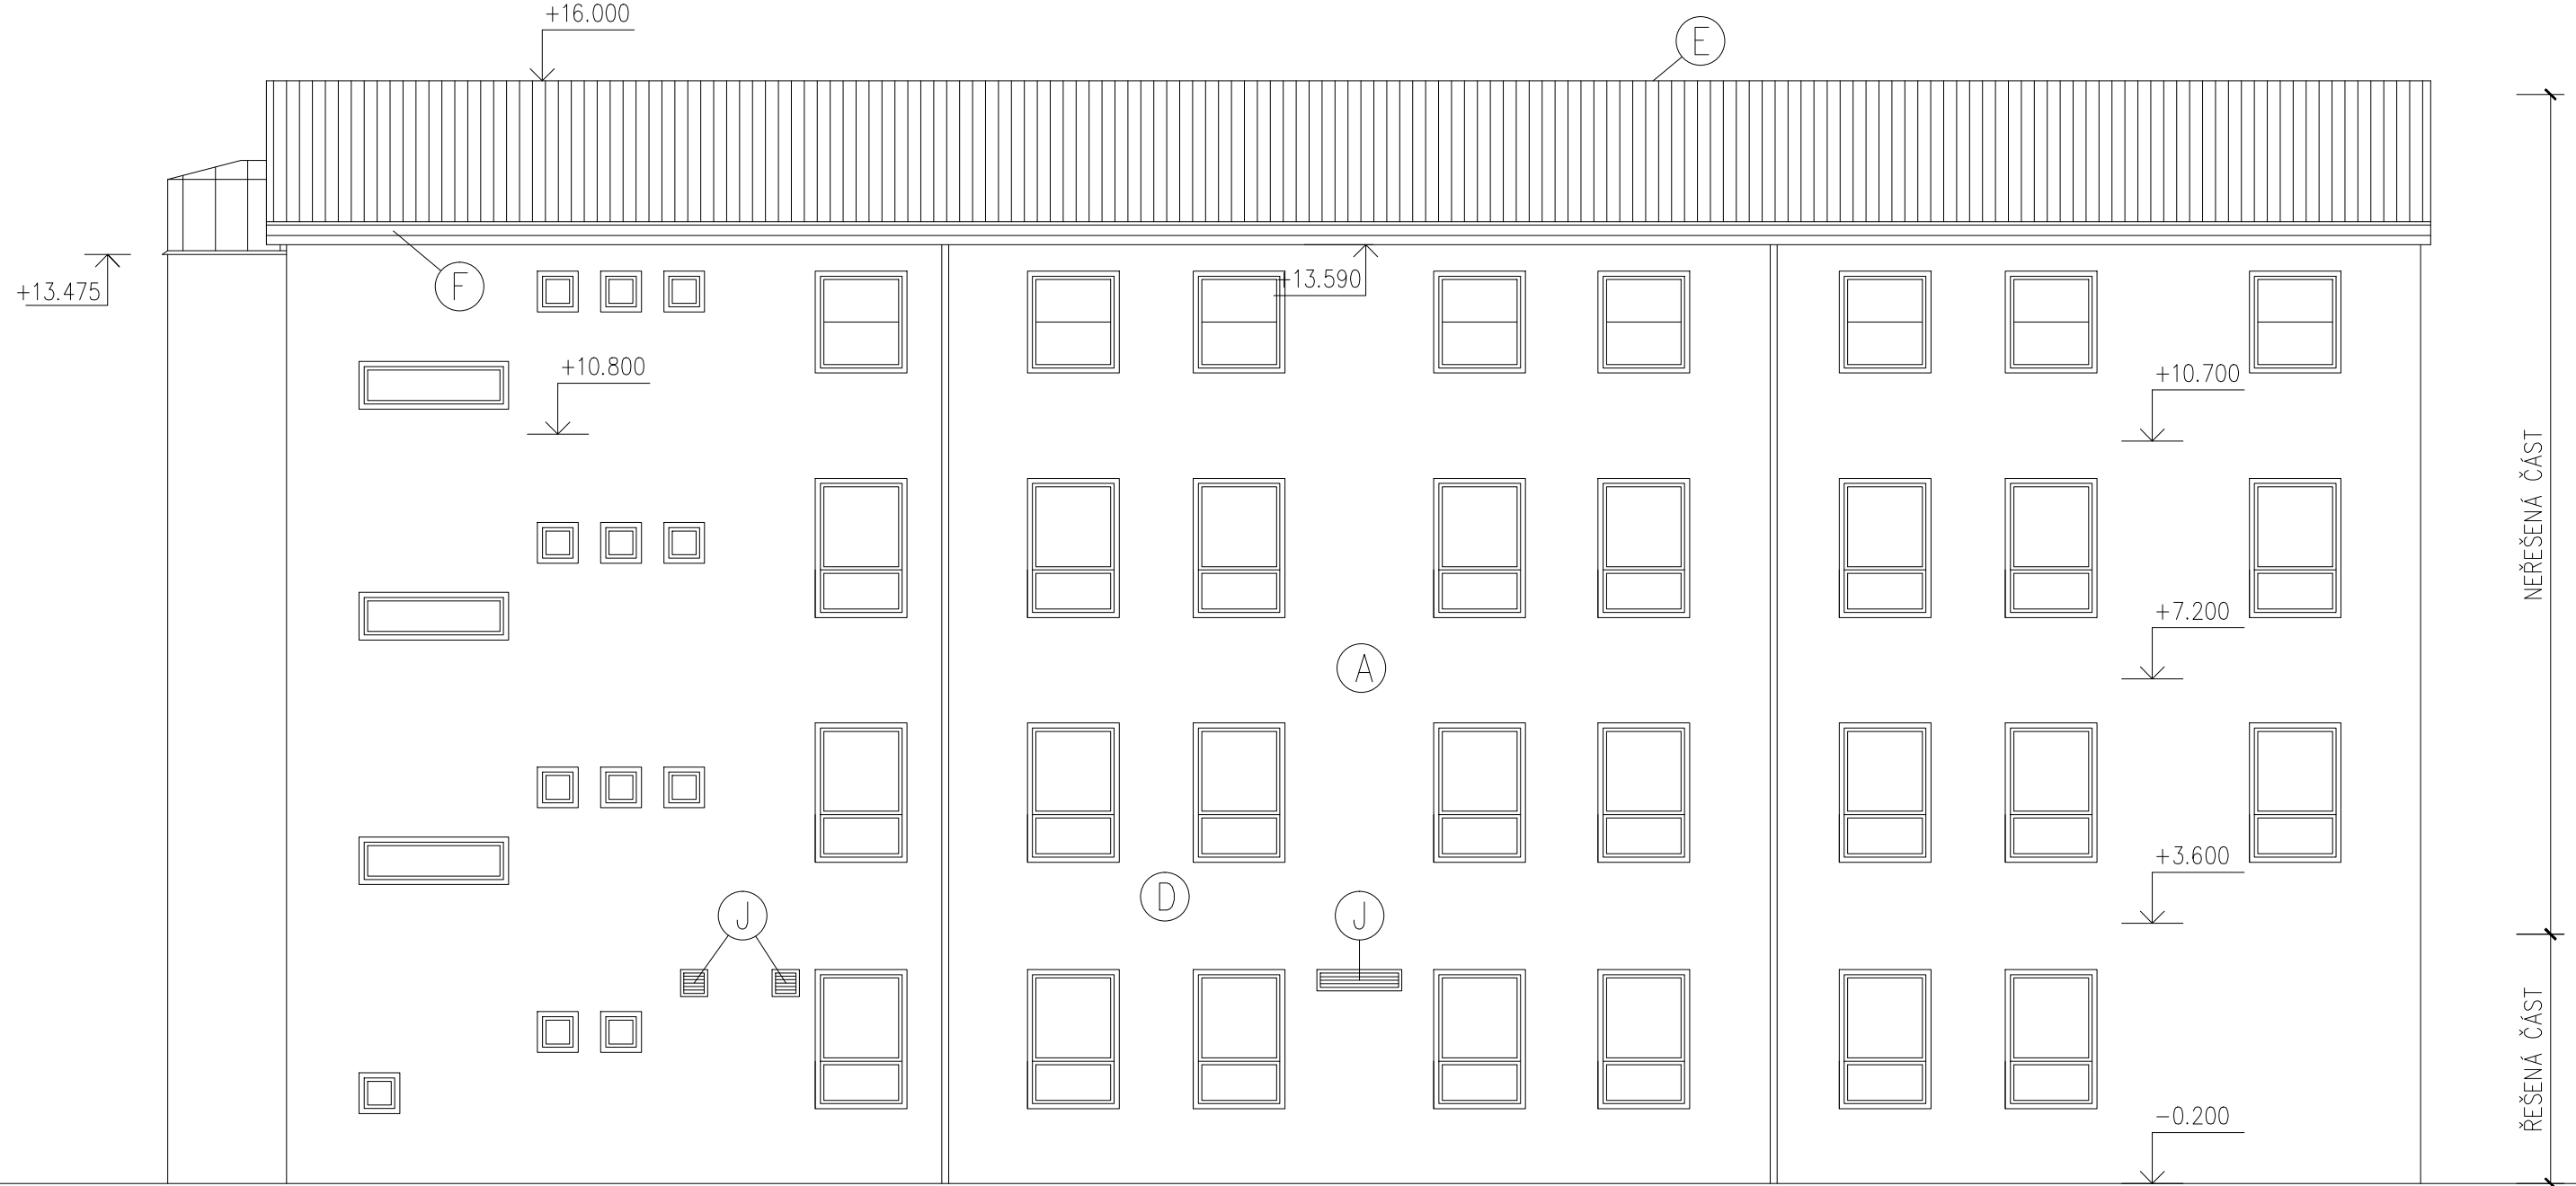 +16.000
E
+13.475
F
+13.590
+10.800
+10.700
NEŘEŠENÁ ČÁST
+7.200
A
+3.600
D
J
J
ŘEŠENÁ ČÁST
-0.200